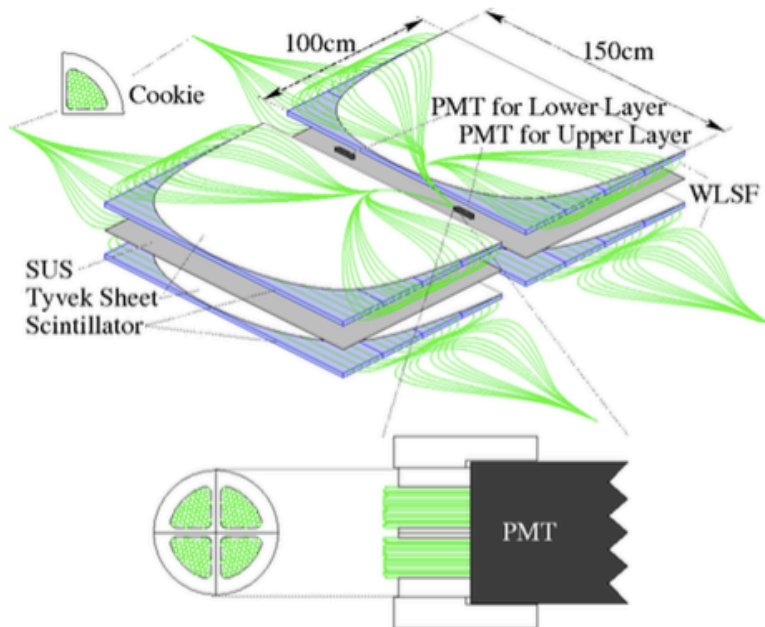 100cm
150cm
Cookie
PMT for Lower Layer
PMT for Upper Layer
WLSF
SUS
Tyvek Sheet
Scintillator
PMT